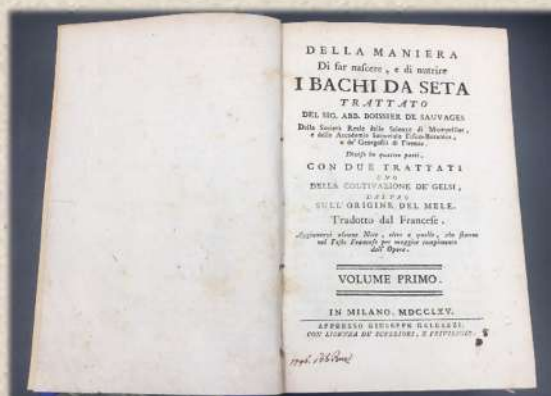 DELLA MANIERA
Di far nascere, e di nutrire
I BACHI DA SETA
TRATTATO
DEL SIG. ABB. BOISSIER DE SAUVAGES
Della Società Reale delle Scienze di Montpellier,
e delle Accademie Imperiale Fisico-Botanica,
e de' Georgofili di Firenze.
Diviso in quattro parti,
CON DUE TRATTATI
UNO
DELLA COLTIVAZIONE DE' GELSI,
L'ALTRO
SULL' ORIGINE DEL MELE.
Tradotto dal Francese.
Aggiuntevi alcune Note, oltre a quelle, che stanno
nel Testo Francese per maggior compimento
dell' Opera.
VOLUME PRIMO.
IN MILANO. MDCCLXV.
APPRESSO GIUSEPPE GALEAZZI.
CON LICENZA DE' SUPERIORI, E PRIVILEGIO.
1796.